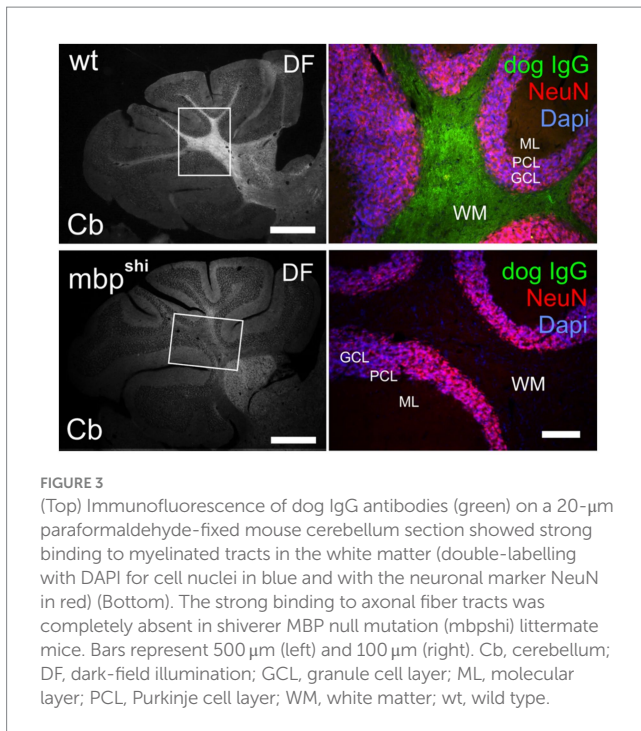 wt
DF
Cb
dog IgG
NeuN
Dapi
ML
PCL
GCL
WM
mbp^shi
DF
Cb
dog IgG
NeuN
Dapi
GCL
PCL
ML
WM
FIGURE 3
(Top) Immunofluorescence of dog IgG antibodies (green) on a 20-μm
paraformaldehyde-fixed mouse cerebellum section showed strong
binding to myelinated tracts in the white matter (double-labelling
with DAPI for cell nuclei in blue and with the neuronal marker NeuN
in red) (Bottom). The strong binding to axonal fiber tracts was
completely absent in shiverer MBP null mutation (mbpshi) littermate
mice. Bars represent 500 μm (left) and 100 μm (right). Cb, cerebellum;
DF, dark-field illumination; GCL, granule cell layer; ML, molecular
layer; PCL, Purkinje cell layer; WM, white matter; wt, wild type.